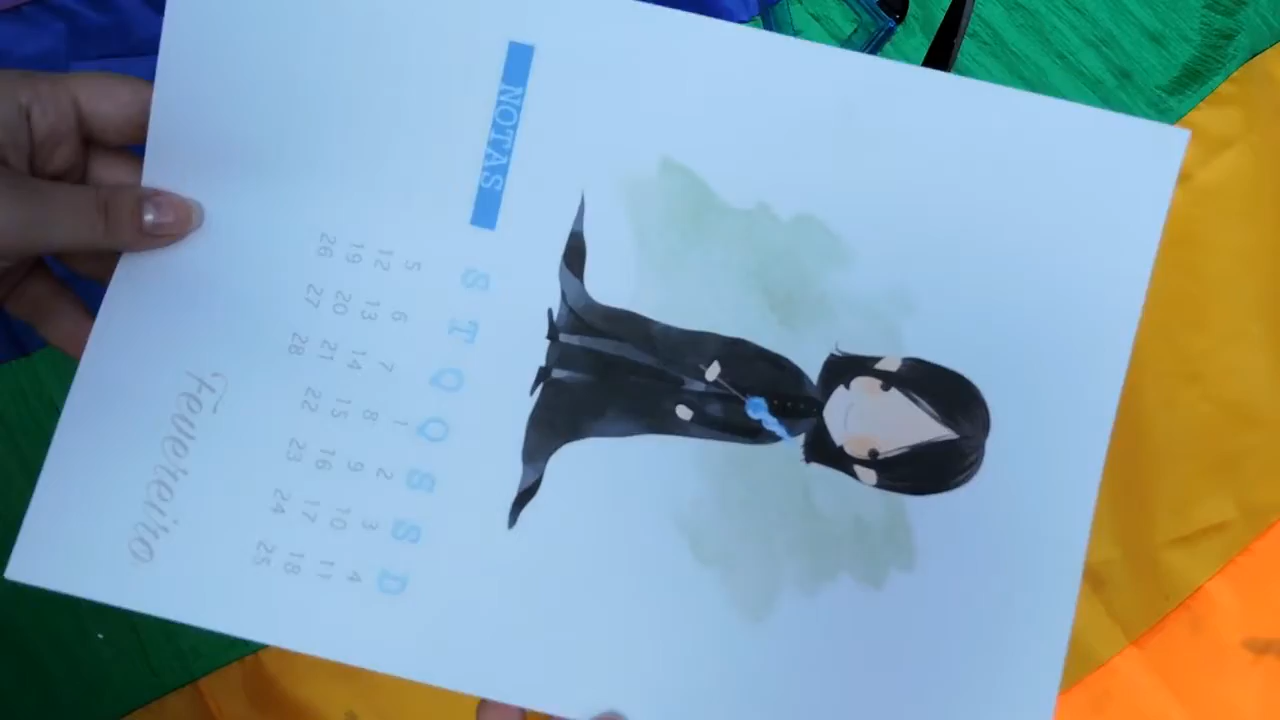 NOTAS
S T Q Q S S D
1 2 3 4
5 6 7 8 9 10 11
12 13 14 15 16 17 18
19 20 21 22 23 24 25
26 27 28
Fevereiro